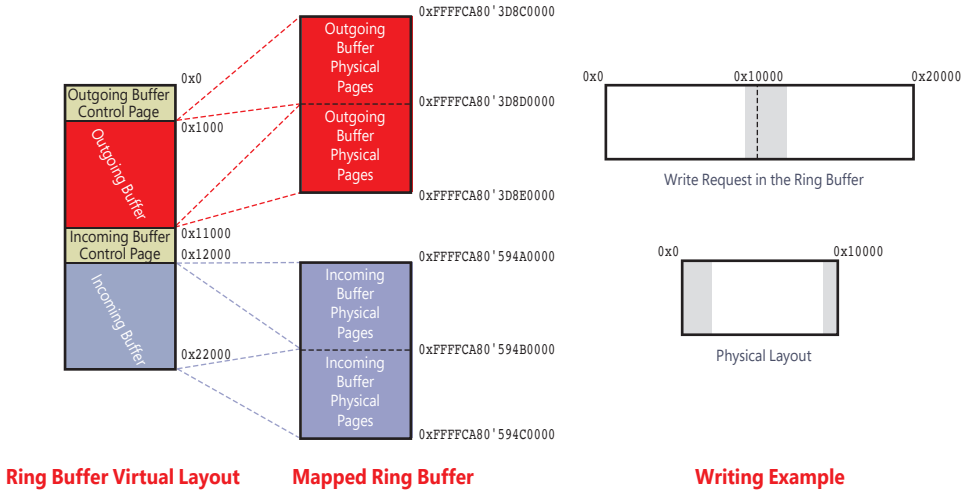 0x0
Outgoing Buffer
Control Page
0x1000
Outgoing Buffer
Incoming Buffer
Control Page
0x11000
0x12000
Incoming Buffer
0x22000
Ring Buffer Virtual Layout
0xFFFFCA80'3D8C0000
Outgoing
Buffer
Physical
Pages
0xFFFFCA80'3D8D0000
Outgoing
Buffer
Physical
Pages
0xFFFFCA80'3D8E0000
0xFFFFCA80'594A0000
Incoming
Buffer
Physical
Pages
0xFFFFCA80'594B0000
Incoming
Buffer
Physical
Pages
0xFFFFCA80'594C0000
Mapped Ring Buffer
0x0 0x10000 0x20000
Write Request in the Ring Buffer
0x0 0x10000
Physical Layout
Writing Example